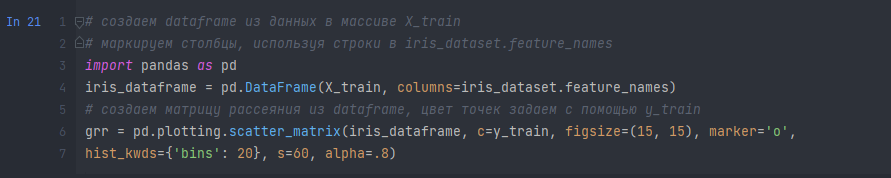 In 21
1 # создаем dataframe из данных в массиве X_train
2 # маркируем столбцы, используя строки в iris_dataset.feature_names
3 import pandas as pd
4 iris_dataframe = pd.DataFrame(X_train, columns=iris_dataset.feature_names)
5 # создаем матрицу рассеяния из dataframe, цвет точек задаем с помощью y_train
6 grr = pd.plotting.scatter_matrix(iris_dataframe, c=y_train, figsize=(15, 15), marker='o',
7 hist_kwds={'bins': 20}, s=60, alpha=.8)